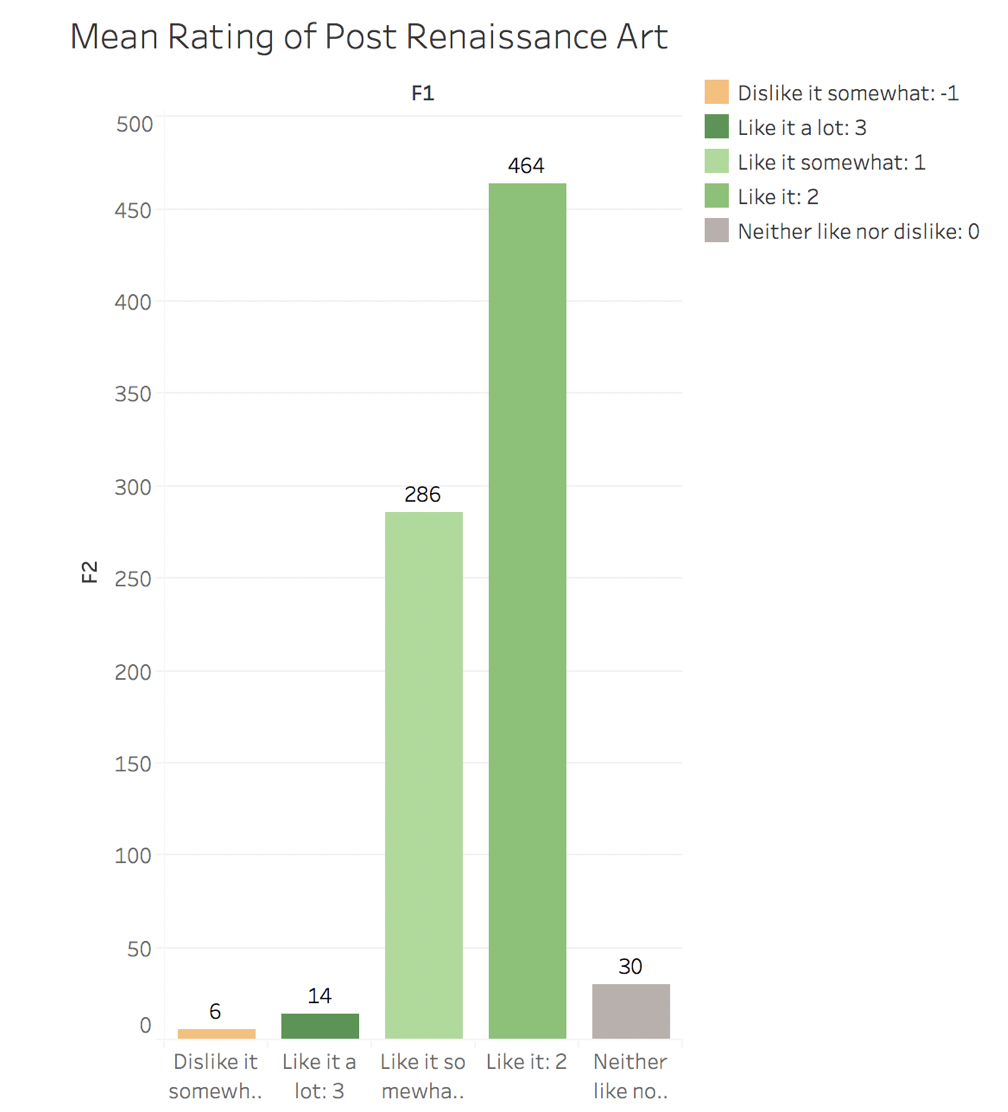 Mean Rating of Post Renaissance Art
F1
Dislike it somewhat: -1
Like it a lot: 3
Like it somewhat: 1
Like it: 2
Neither like nor dislike: 0
500
450
400
350
300
250
200
150
100
50
0
F2
6
14
286
464
30
Dislike it
somewh..
Like it a
lot: 3
Like it so
mewha..
Like it: 2
Neither
like no..